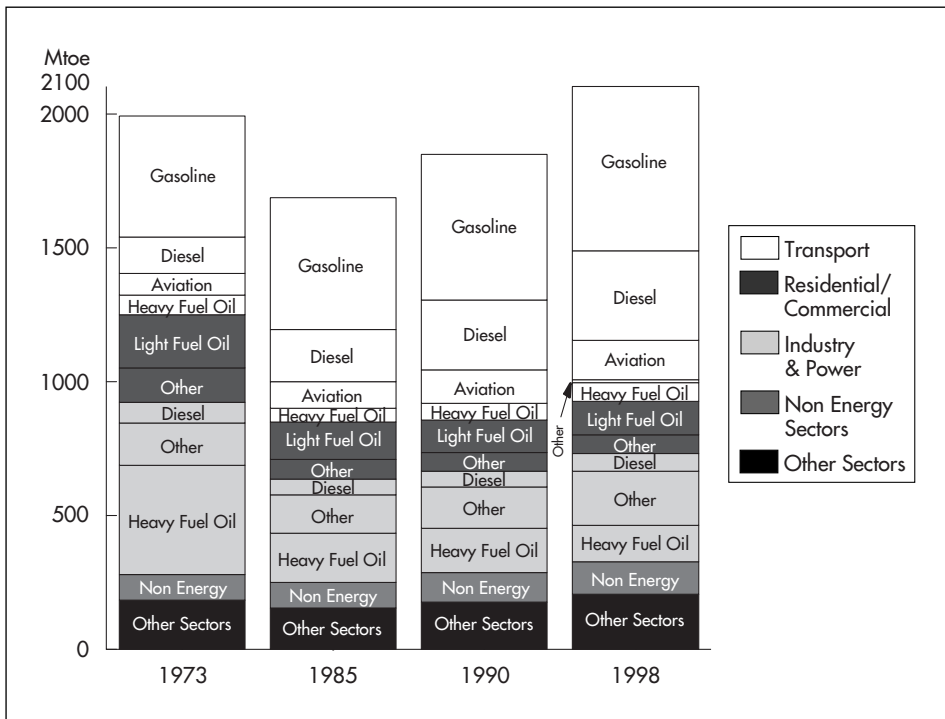 Mtoe
2100
2000
1500
1000
500
0
Gasoline
Diesel
Aviation
Heavy Fuel Oil
Light Fuel Oil
Other
Diesel
Other
Heavy Fuel Oil
Non Energy
Other Sectors
1973
Gasoline
Diesel
Aviation
Heavy Fuel Oil
Light Fuel Oil
Other
Diesel
Other
Heavy Fuel Oil
Non Energy
Other Sectors
1985
Gasoline
Diesel
Aviation
Heavy Fuel Oil
Light Fuel Oil
Other
Diesel
Other
Heavy Fuel Oil
Non Energy
Other Sectors
1990
Other
Gasoline
Diesel
Aviation
Heavy Fuel Oil
Light Fuel Oil
Other
Diesel
Other
Heavy Fuel Oil
Non Energy
Other Sectors
1998
Transport
Residential/
Commercial
Industry
& Power
Non Energy
Sectors
Other Sectors